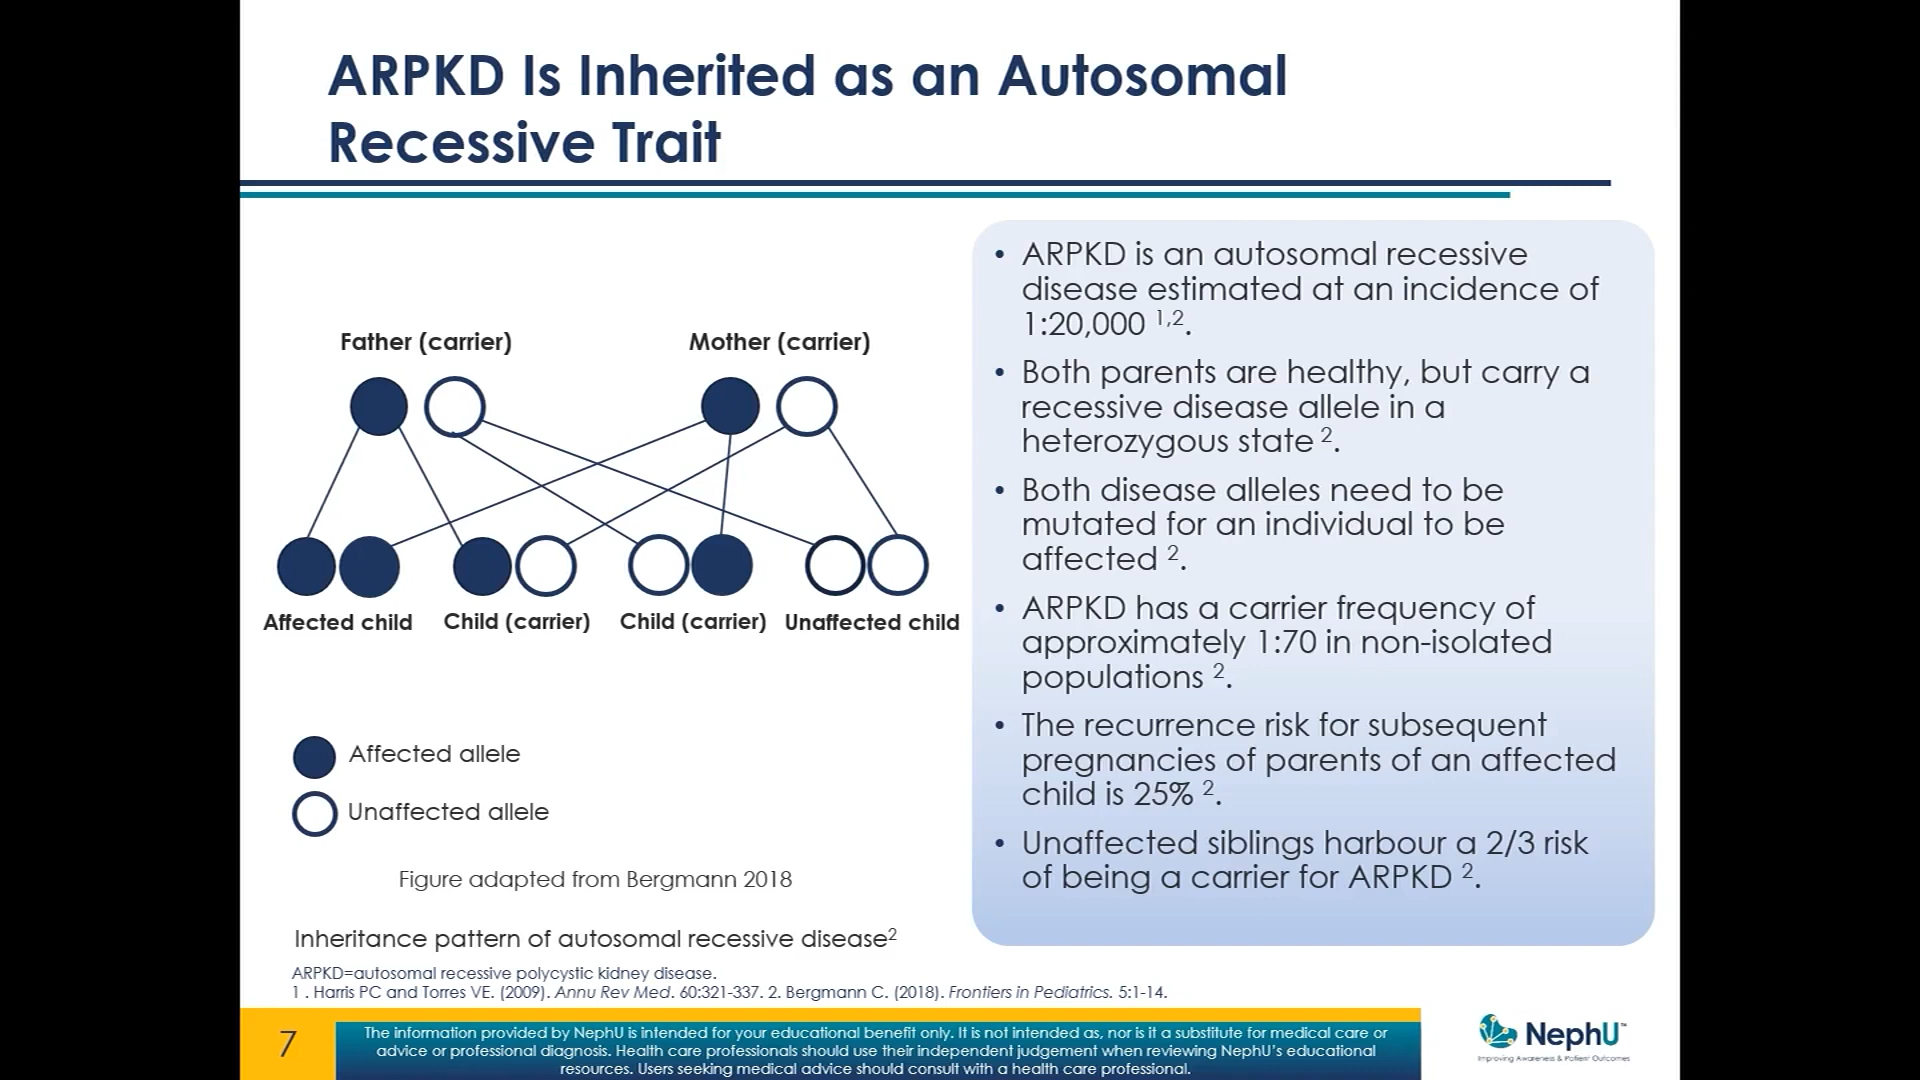 ARPKD Is Inherited as an Autosomal
Recessive Trait
Father (carrier)
Mother (carrier)
Affected child
Child (carrier)
Child (carrier)
Unaffected child
Affected allele
Unaffected allele
Figure adapted from Bergmann 2018
Inheritance pattern of autosomal recessive disease²
• ARPKD is an autosomal recessive
disease estimated at an incidence of
1:20,000 ¹,².
• Both parents are healthy, but carry a
recessive disease allele in a
heterozygous state ².
• Both disease alleles need to be
mutated for an individual to be
affected ².
• ARPKD has a carrier frequency of
approximately 1:70 in non-isolated
populations ².
• The recurrence risk for subsequent
pregnancies of parents of an affected
child is 25% ².
• Unaffected siblings harbour a 2/3 risk
of being a carrier for ARPKD ².
ARPKD=autosomal recessive polycystic kidney disease.
1 . Harris PC and Torres VE. (2009). Annu Rev Med. 60:321-337. 2. Bergmann C. (2018). Frontiers in Pediatrics. 5:1-14.
7
The information provided by NephU is intended for your educational benefit only. It is not intended as, nor is it a substitute for medical care or
advice or professional diagnosis. Health care professionals should use their independent judgement when reviewing NephU's educational
resources. Users seeking medical advice should consult with a health care professional.
NephU™
Improving Awareness & Patient Outcomes